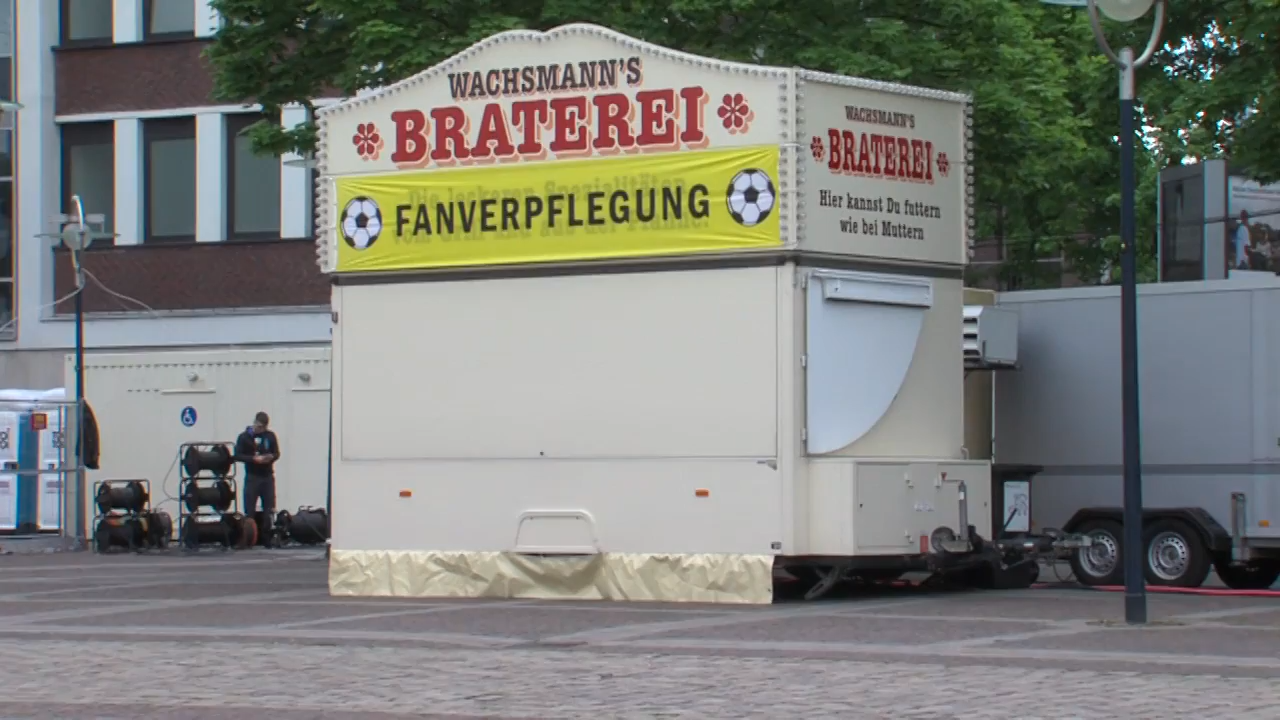 WACHSMANN'S
BRATEREI
FANVERPFLEGUNG
WACHSMANN'S
BRATEREI
Hier kannst Du futtern
wie bei Muttern